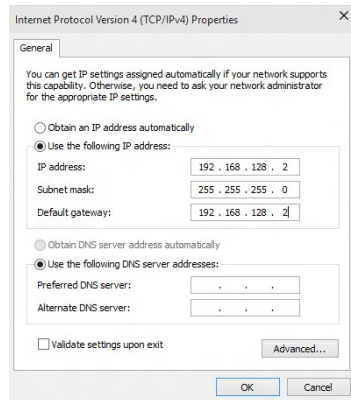 Internet Protocol Version 4 (TCP/IPv4) Properties
General
You can get IP settings assigned automatically if your network supports
this capability. Otherwise, you need to ask your network administrator
for the appropriate IP settings.
Obtain an IP address automatically
Use the following IP address:
IP address: 192 . 168 . 128 . 2
Subnet mask: 255 . 255 . 255 . 0
Default gateway: 192 . 168 . 128 . 2
Obtain DNS server address automatically
Use the following DNS server addresses:
Preferred DNS server: . . .
Alternate DNS server: . . .
Validate settings upon exit
Advanced...
OK Cancel